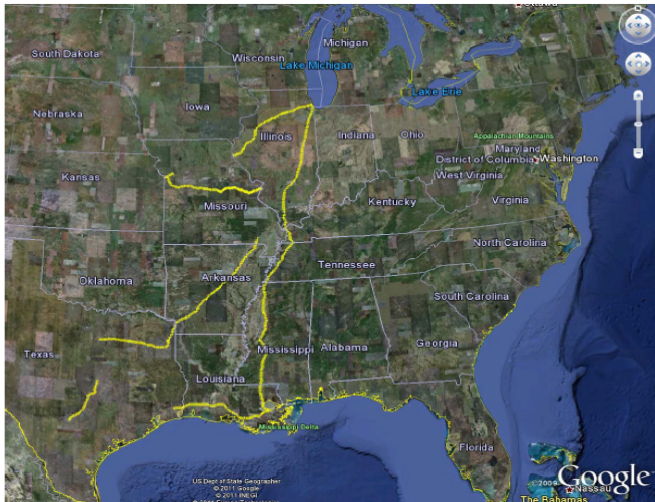 Ottawa
South Dakota
Wisconsin
Michigan
Lake Michigan
Nebraska
Iowa
Lake Erie
Illinois
Indiana
Ohio
Appalachian Mountains
Maryland
District of Columbia
Washington
Kansas
West Virginia
Missouri
Kentucky
Virginia
Oklahoma
Arkansas
Tennessee
North Carolina
South Carolina
Texas
Mississippi
Alabama
Georgia
Louisiana
Mississippi Delta
Florida
US Dept of State Geographer
© 2011 Google
© 2011 INEGI
©2009
Google
Nassau
The Bahamas